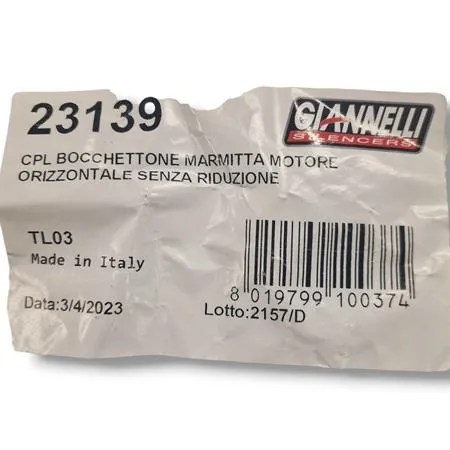 23139
GIANNELLI
SILENCERS
CPL BOCCHETTONE MARMITTA MOTORE
ORIZZONTALE SENZA RIDUZIONE
TL03
Made in Italy
8 019799 100374
Data:3/4/2023
Lotto:2157/D